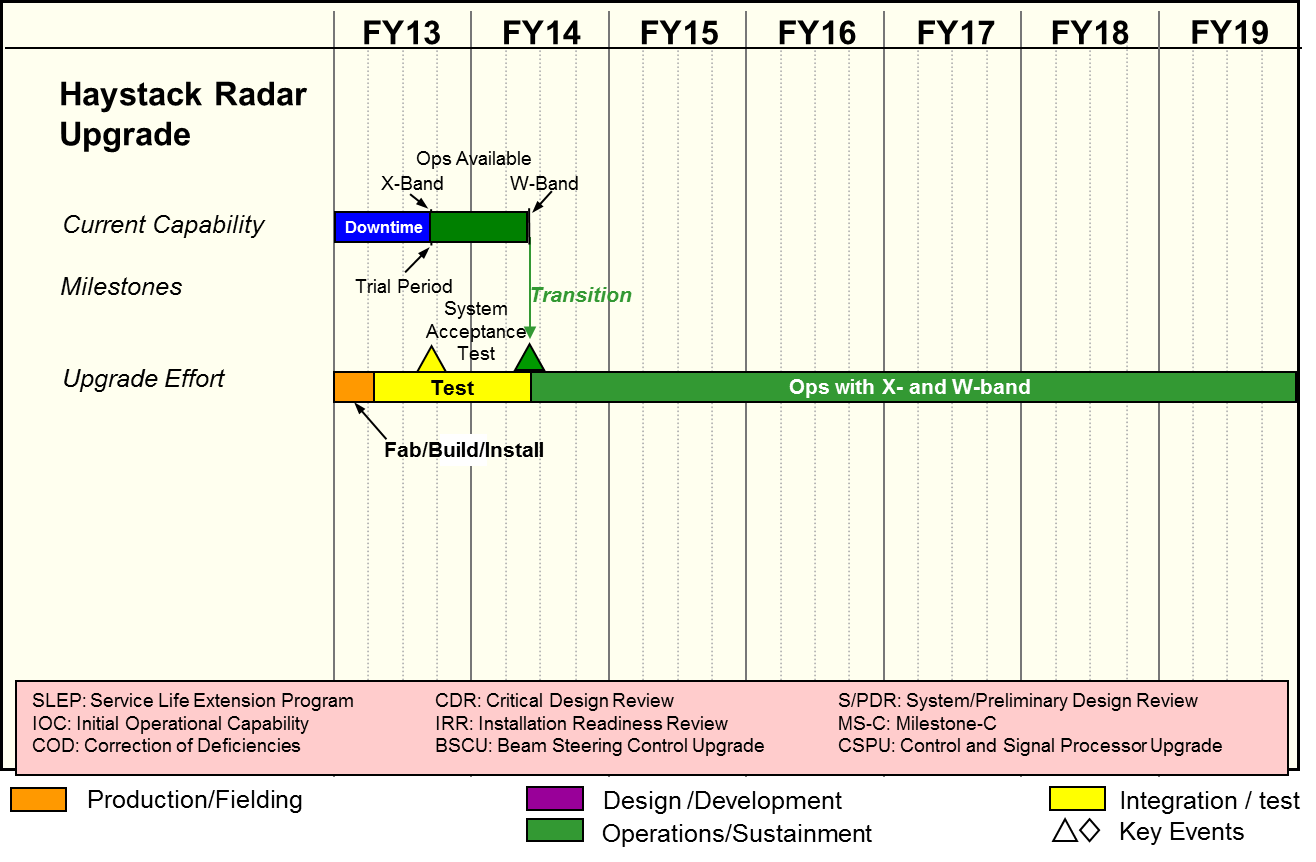 FY13 FY14 FY15 FY16 FY17 FY18 FY19
Haystack Radar
Upgrade
Ops Available
X-Band W-Band
Current Capability
Downtime
Trial Period
Milestones
Transition
System
Acceptance
Test
Upgrade Effort
Test
Ops with X- and W-band
Fab/Build/Install
SLEP: Service Life Extension Program
IOC: Initial Operational Capability
COD: Correction of Deficiencies
CDR: Critical Design Review
IRR: Installation Readiness Review
BSCU: Beam Steering Control Upgrade
S/PDR: System/Preliminary Design Review
MS-C: Milestone-C
CSPU: Control and Signal Processor Upgrade
Production/Fielding
Design /Development
Operations/Sustainment
Integration / test
Key Events